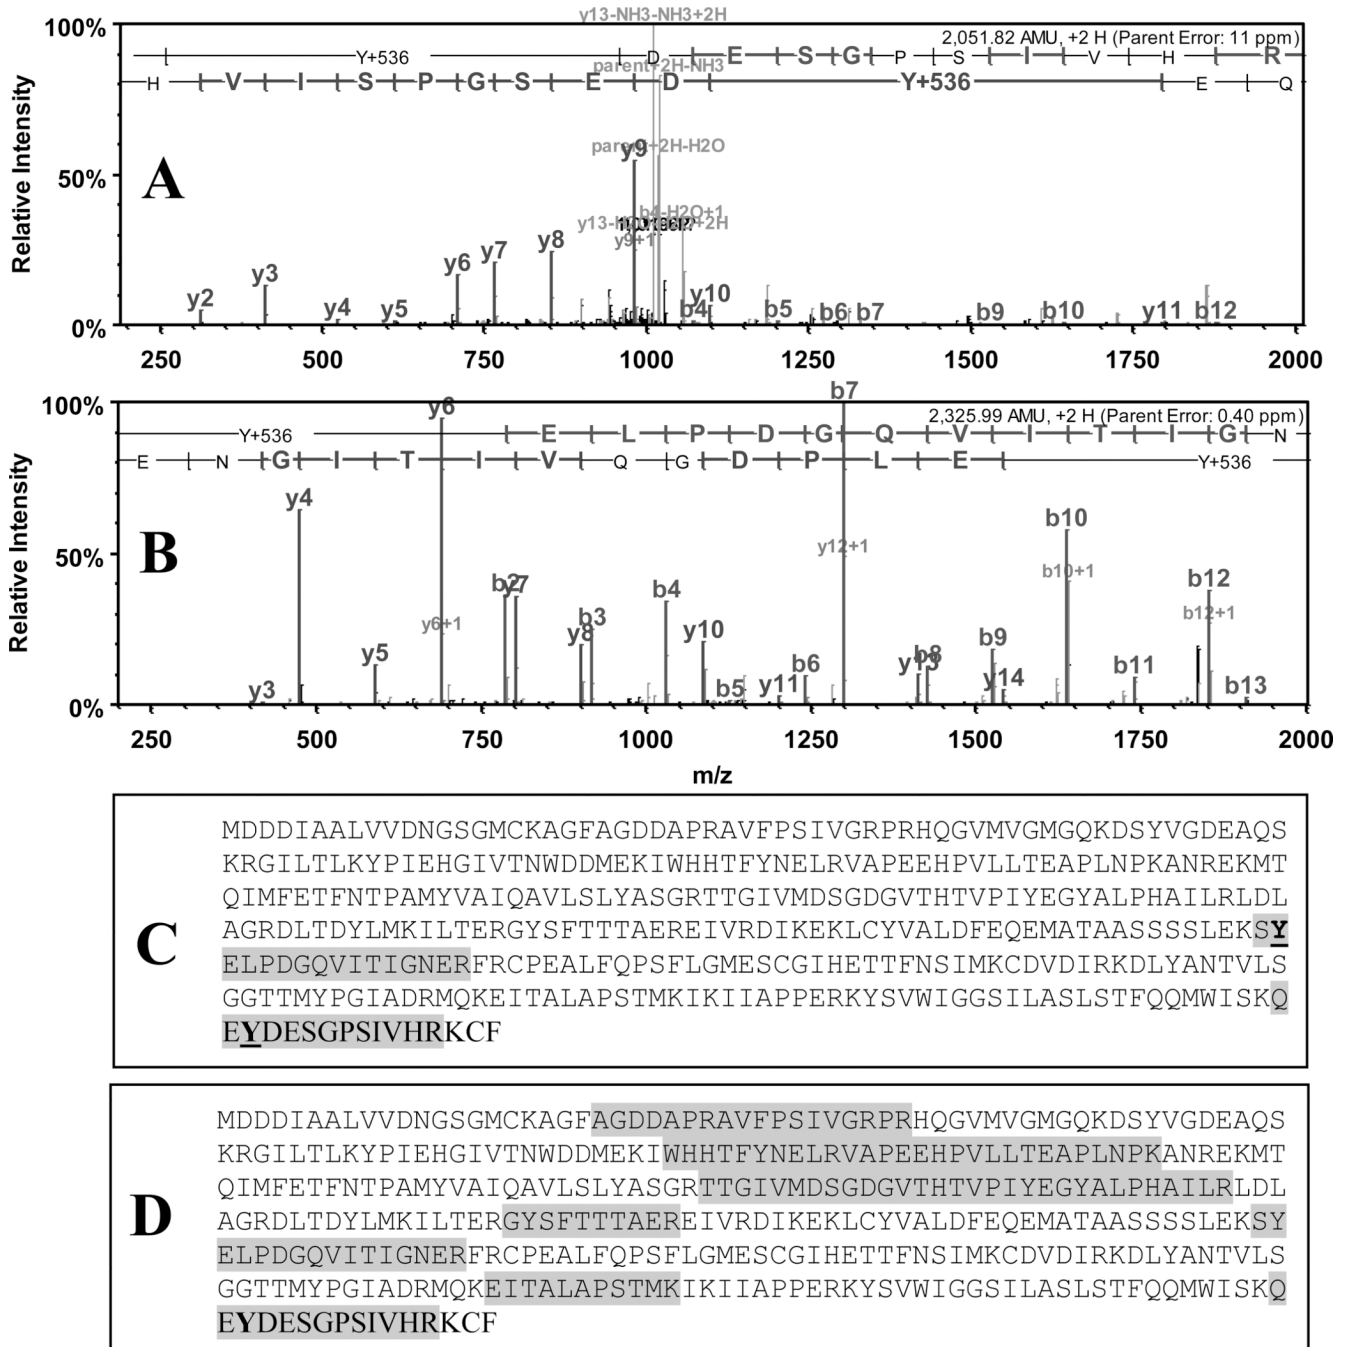 y13-NH3-NH3+2H
100%
2,051.82 AMU, +2 H (Parent Error: 11 ppm)
Y+536 D E S G P S I V H R
parent+2H-NH3
H V I S P G S E D Y+536 E Q
Relative Intensity
A
parent+2H-H2O
y9
50%
b4-H2O+1
y9+1
y2 y3 y4 y5 y6 y7 y8 b4 y10 b5 b6 b7 b9 b10 y11 b12
0%
250 500 750 1000 1250 1500 1750 2000
b7
100%
y6
2,325.99 AMU, +2 H (Parent Error: 0.40 ppm)
Y+536 E L P D G Q V I T I G N
E N G I T I V Q G D P L E Y+536
Relative Intensity
B
y4
b10
50%
y12+1
b10+1
b2 y7 b4 b12
y6+1 b3 b12+1
y5 y8 y10 b6 b8 b9 b11
y3 b5 y11 y13 y14 b13
0%
250 500 750 1000 1250 1500 1750 2000
m/z
C
MDDDIAALVVDNGSGMCKAGFAGDDAPRAVFPSIVGRPRHQGVMVGMGQKDSYVGDEAQS
KRGILTLKYPIEHGIVTNWDDMEKIWHHTFYNELRVAPEEHPVLLTEAPLNPKANREKMT
QIMFETFNTPAMYVAIQAVLSLYASGRTTGIVMDSGDGVTHTVPIYEGYALPHAILRLDL
AGRDLTDYLMKILTERGYSFTTTAEREIVRDIKEKLCYVALDFEQEMATAASSSSLEKSY
ELPDGQVITIGNERFRCPEALFQPSFLGMESCGIHETTFNSIMKCDVDIRKDLYANTVLS
GGTTMYPGIADRMQKEITALAPSTMKIKIIAPPERKYSVWIGGSILASLSTFQQMWISKQ
EYDESGPSIVHRKCF
D
MDDDIAALVVDNGSGMCKAGFAGDDAPRAVFPSIVGRPRHQGVMVGMGQKDSYVGDEAQS
KRGILTLKYPIEHGIVTNWDDMEKIWHHTFYNELRVAPEEHPVLLTEAPLNPKANREKMT
QIMFETFNTPAMYVAIQAVLSLYASGRTTGIVMDSGDGVTHTVPIYEGYALPHAILRLDL
AGRDLTDYLMKILTERGYSFTTTAEREIVRDIKEKLCYVALDFEQEMATAASSSSLEKSY
ELPDGQVITIGNERFRCPEALFQPSFLGMESCGIHETTFNSIMKCDVDIRKDLYANTVLS
GGTTMYPGIADRMQKEITALAPSTMKIKIIAPPERKYSVWIGGSILASLSTFQQMWISKQ
EYDESGPSIVHRKCF